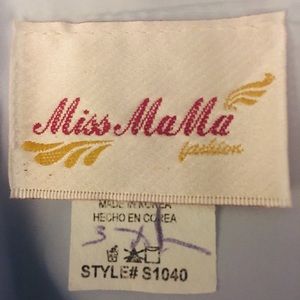 Miss MaMa
fashion
MADE IN KOREA
HECHO EN COREA
STYLE# S1040